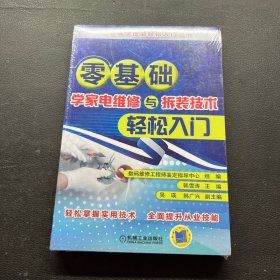 零基础
学家电维修与拆装技术
轻松入门
数码维修工程师鉴定指导中心 组 编
韩雪涛 主 编
吴瑛 韩广兴 副主编
轻松掌握实用技术 全面提升从业技能
机械工业出版社